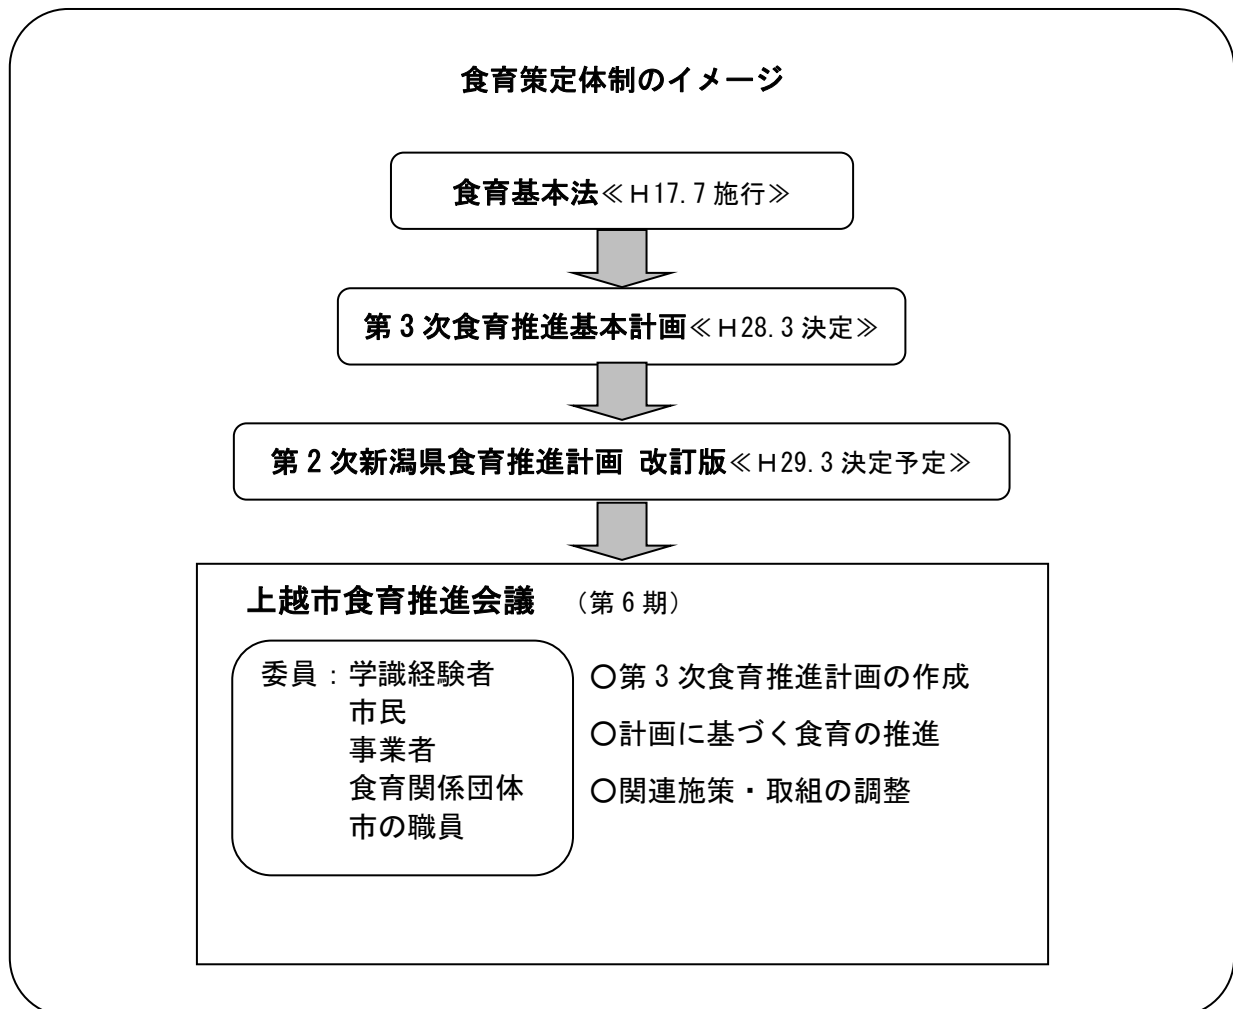 食育策定体制のイメージ
食育基本法≪H17.7 施行≫
第 3 次食育推進基本計画≪H28.3 決定≫
第 2 次新潟県食育推進計画 改訂版≪H29.3 決定予定≫
上越市食育推進会議 （第 6 期）
委員：学識経験者
市民
事業者
食育関係団体
市の職員
○第 3 次食育推進計画の作成
○計画に基づく食育の推進
○関連施策・取組の調整